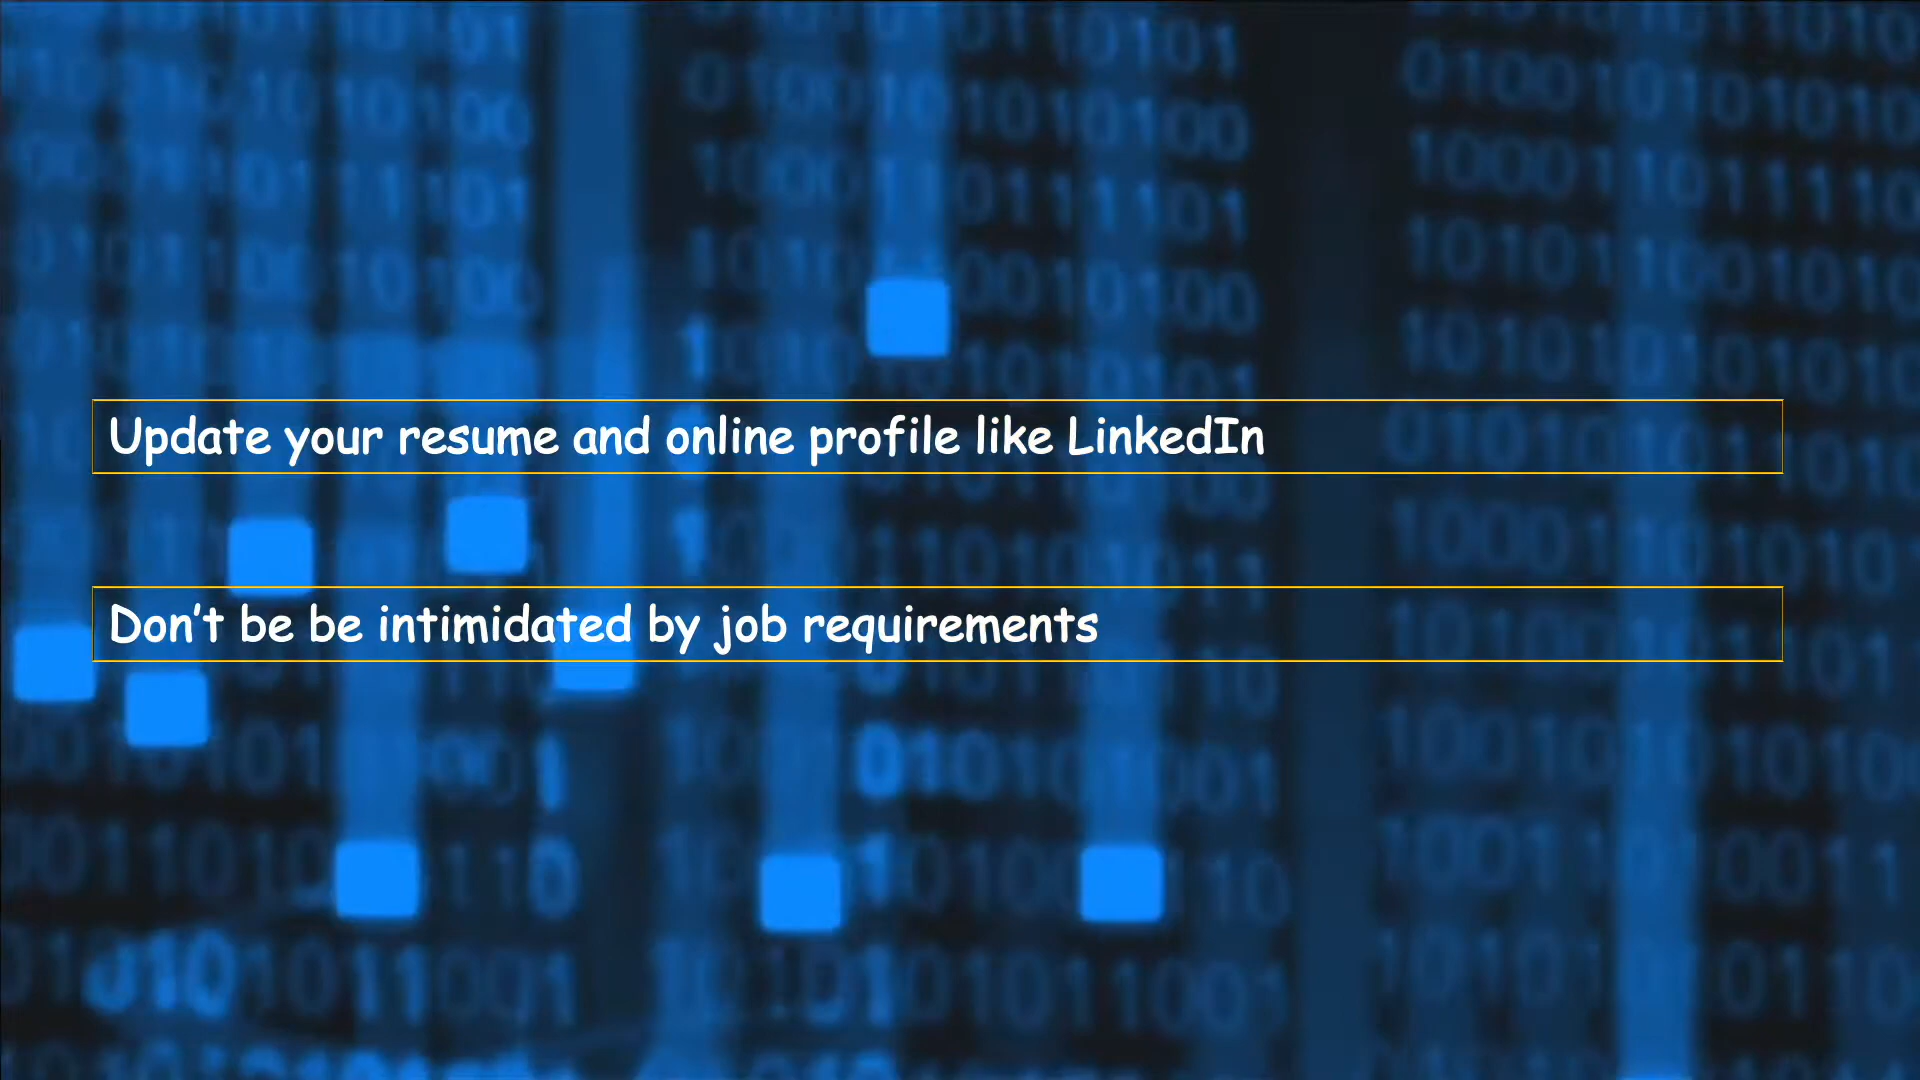 Update your resume and online profile like LinkedIn
Don't be be intimidated by job requirements